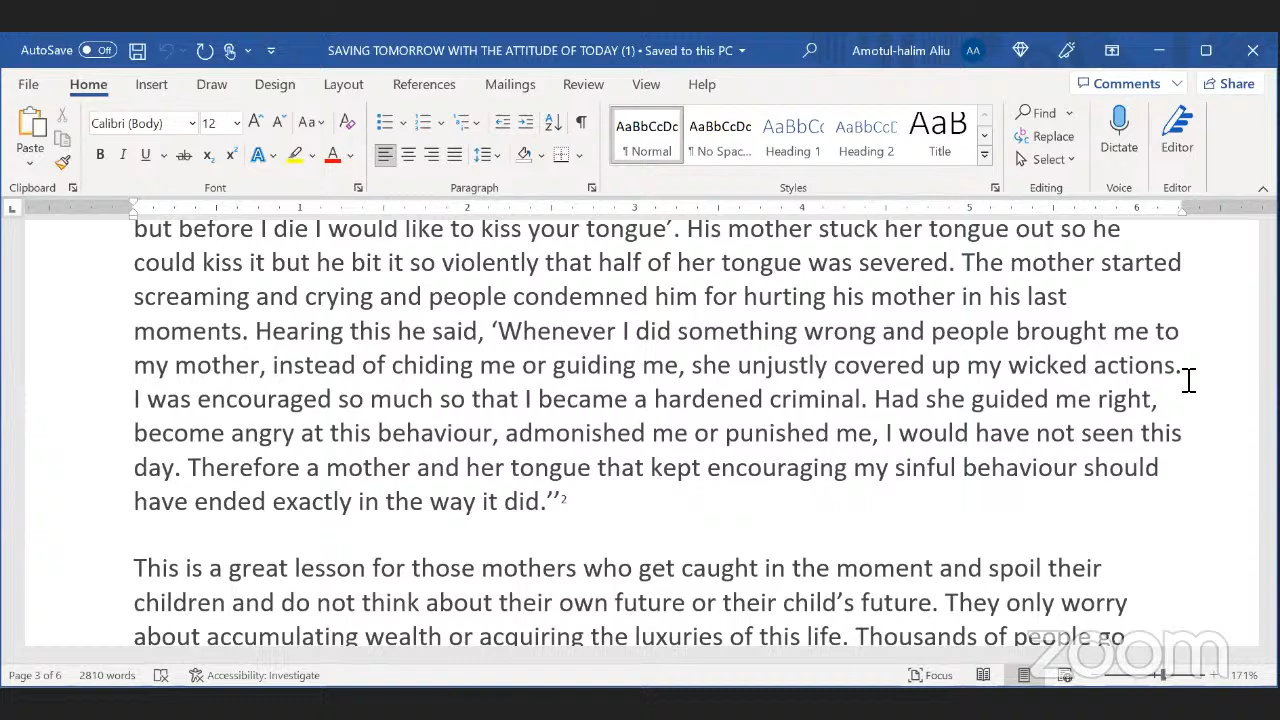 AutoSave Off SAVING TOMORROW WITH THE ATTITUDE OF TODAY (1) • Saved to this PC Amotul-halim Aliu AA
File Home Insert Draw Design Layout References Mailings Review View Help Comments Share
Paste Calibri (Body) 12 AaBbCcDc AaBbCcDc AaBbCc AaBbCcD AaB Find Replace Select Dictate Editor
¶ Normal ¶ No Spac... Heading 1 Heading 2 Title
Clipboard Font Paragraph Styles Editing Voice Editor
1 2 3 4 5 6
but before I die I would like to kiss your tongue’. His mother stuck her tongue out so he
could kiss it but he bit it so violently that half of her tongue was severed. The mother started
screaming and crying and people condemned him for hurting his mother in his last
moments. Hearing this he said, ‘Whenever I did something wrong and people brought me to
my mother, instead of chiding me or guiding me, she unjustly covered up my wicked actions.
I was encouraged so much so that I became a hardened criminal. Had she guided me right,
become angry at this behaviour, admonished me or punished me, I would have not seen this
day. Therefore a mother and her tongue that kept encouraging my sinful behaviour should
have ended exactly in the way it did.’’2
This is a great lesson for those mothers who get caught in the moment and spoil their
children and do not think about their own future or their child’s future. They only worry
about accumulating wealth or acquiring the luxuries of this life. Thousands of people go
zoom
Page 3 of 6 2810 words Accessibility: Investigate Focus 171%